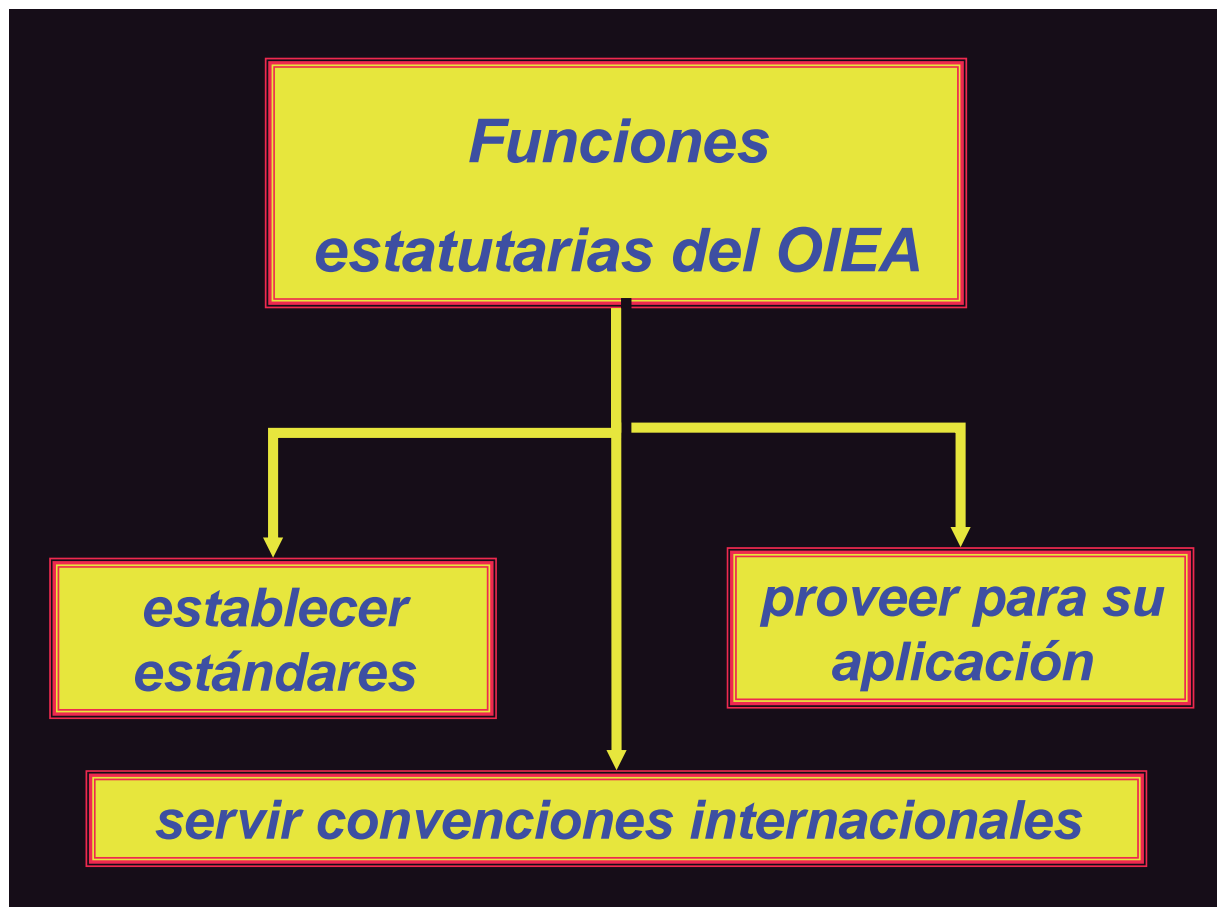 Funciones
estatutarias del OIEA
establecer
estándares
proveer para su
aplicación
servir convenciones internacionales